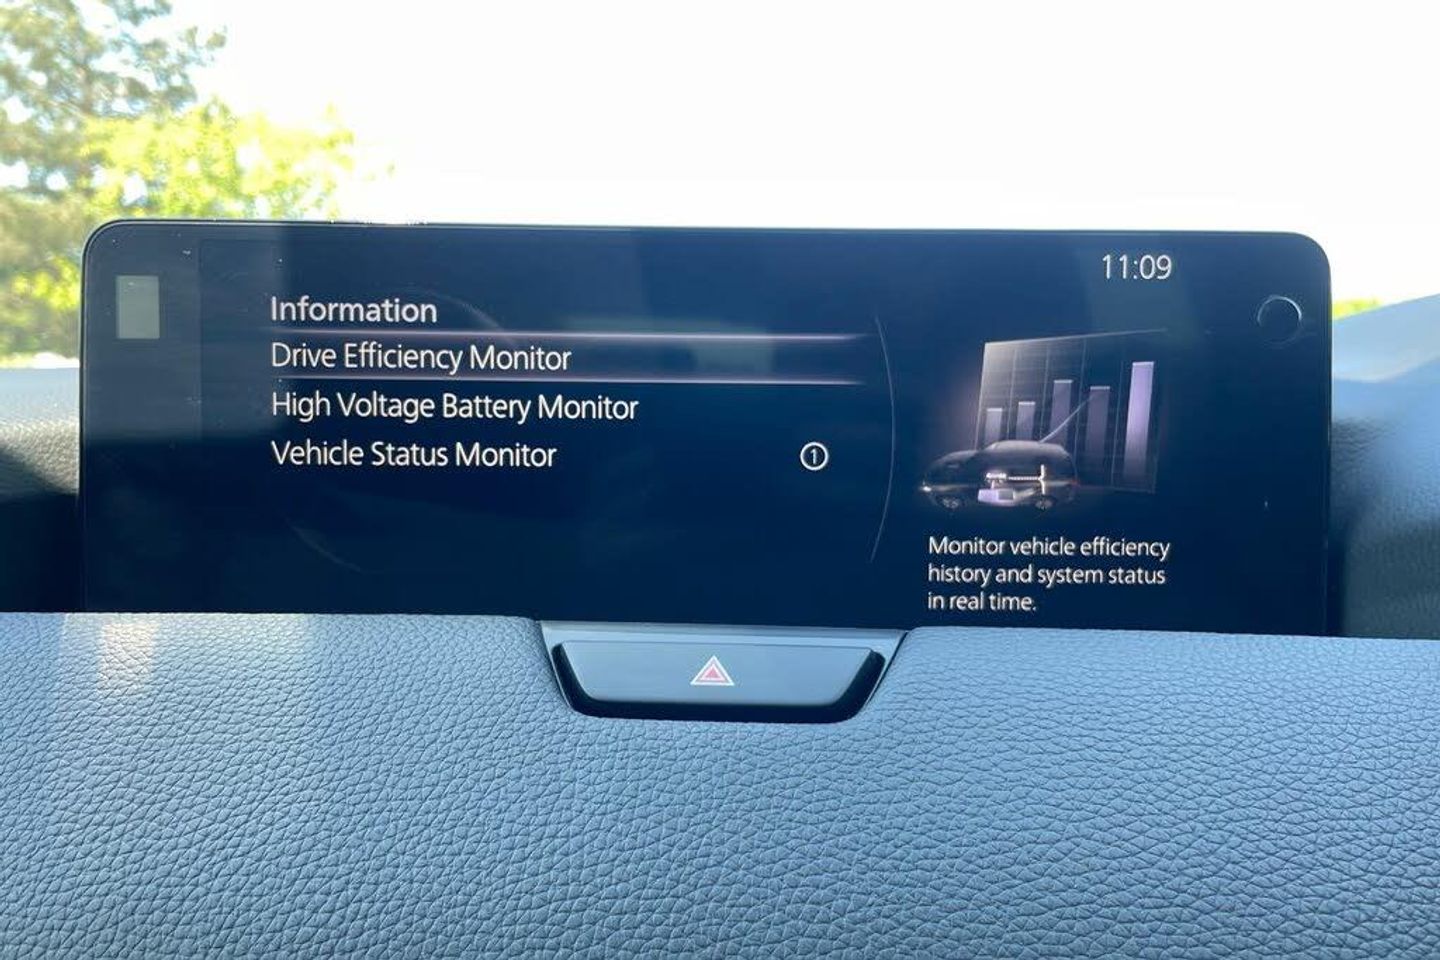 11:09
Information
Drive Efficiency Monitor
High Voltage Battery Monitor
Vehicle Status Monitor 1
Monitor vehicle efficiency
history and system status
in real time.